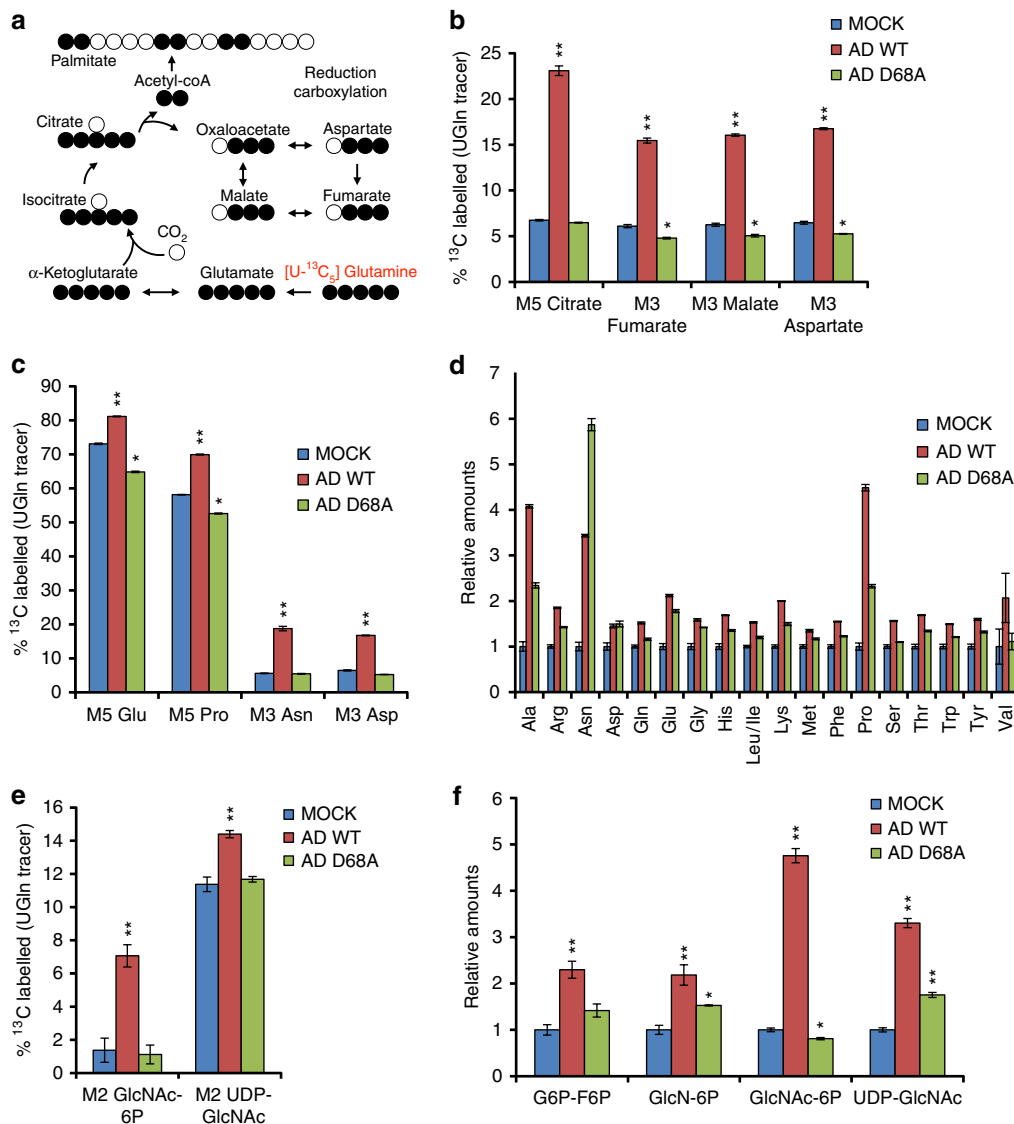 a
Palmitate
Acetyl-coA
Reduction
carboxylation
Citrate
Oxaloacetate
Aspartate
Isocitrate
Malate
Fumarate
CO2
α-Ketoglutarate
Glutamate
[U-13C5] Glutamine
b
MOCK
AD WT
AD D68A
% 13C labelled (UGln tracer)
25
20
15
10
5
0
**
**
**
**
*
*
*
M5 Citrate
M3
Fumarate
M3 Malate
M3
Aspartate
c
% 13C labelled (UGln tracer)
90
80
70
60
50
40
30
20
10
0
**
*
**
*
**
**
MOCK
AD WT
AD D68A
M5 Glu
M5 Pro
M3 Asn
M3 Asp
d
Relative amounts
7
6
5
4
3
2
1
0
MOCK
AD WT
AD D68A
Ala
Arg
Asn
Asp
Gln
Glu
Gly
His
Leu/Ile
Lys
Met
Phe
Pro
Ser
Thr
Trp
Tyr
Val
e
% 13C labelled (UGln tracer)
16
14
12
10
8
6
4
2
0
**
**
MOCK
AD WT
AD D68A
M2 GlcNAc-
6P
M2 UDP-
GlcNAc
f
Relative amounts
6
5
4
3
2
1
0
MOCK
AD WT
AD D68A
**
**
*
**
*
**
**
G6P-F6P
GlcN-6P
GlcNAc-6P
UDP-GlcNAc